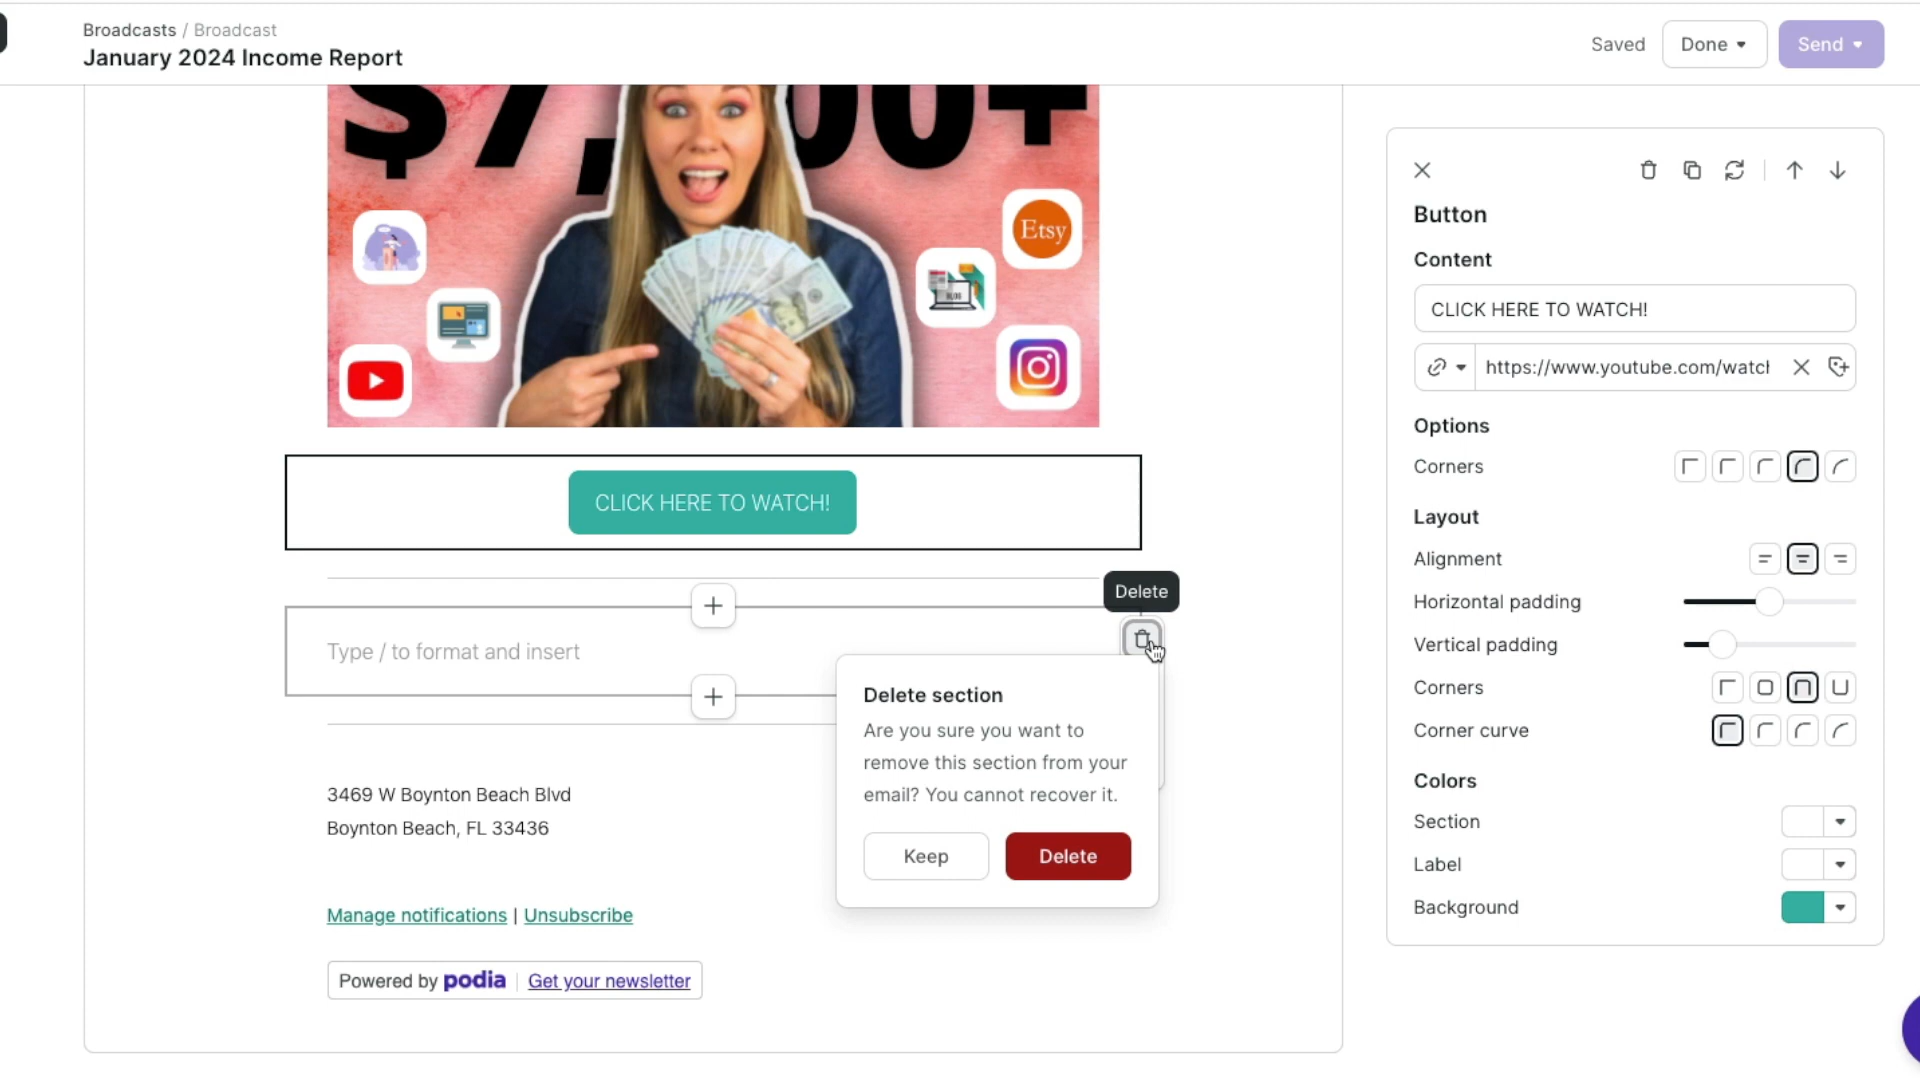 Broadcasts / Broadcast
January 2024 Income Report
Saved
Done
Send
Etsy
BLOG
CLICK HERE TO WATCH!
Delete
Type / to format and insert
Delete section
Are you sure you want to
remove this section from your
email? You cannot recover it.
Keep
Delete
3469 W Boynton Beach Blvd
Boynton Beach, FL 33436
Manage notifications | Unsubscribe
Powered by podia | Get your newsletter
Button
Content
CLICK HERE TO WATCH!
https://www.youtube.com/watch
Options
Corners
Layout
Alignment
Horizontal padding
Vertical padding
Corners
Corner curve
Colors
Section
Label
Background